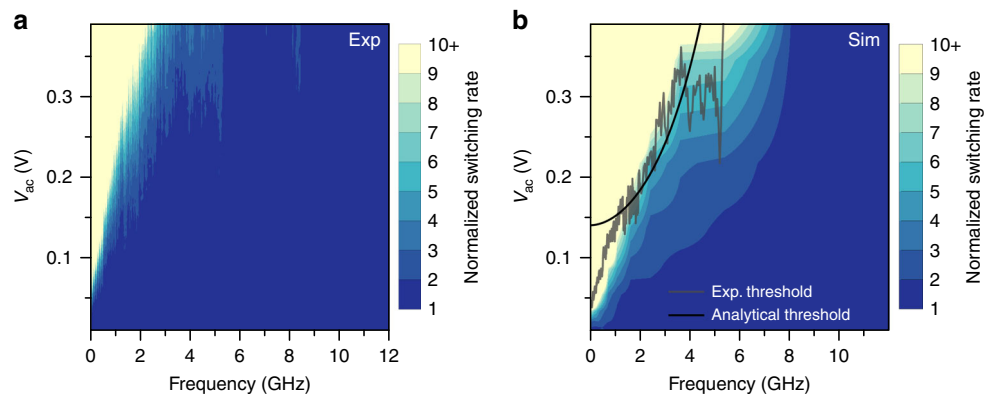 a
Exp
V_ac (V)
0.3
0.2
0.1
0 2 4 6 8 10 12
Frequency (GHz)
10+
9
8
7
6
5
4
3
2
1
Normalized switching rate
b
Sim
V_ac (V)
0.3
0.2
0.1
Exp. threshold
Analytical threshold
0 2 4 6 8 10
Frequency (GHz)
10+
9
8
7
6
5
4
3
2
1
Normalized switching rate